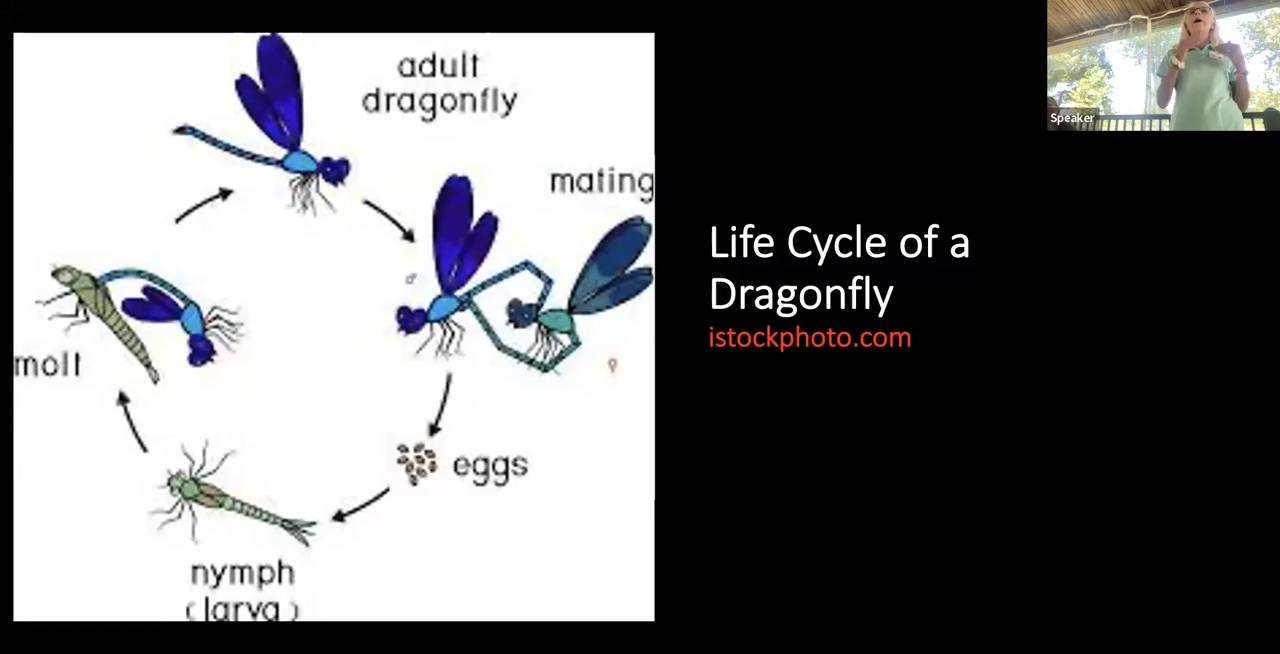 adult
dragonfly
mating
♂
molt
♀
eggs
nymph
(larva)
Life Cycle of a
Dragonfly
istockphoto.com
Speaker